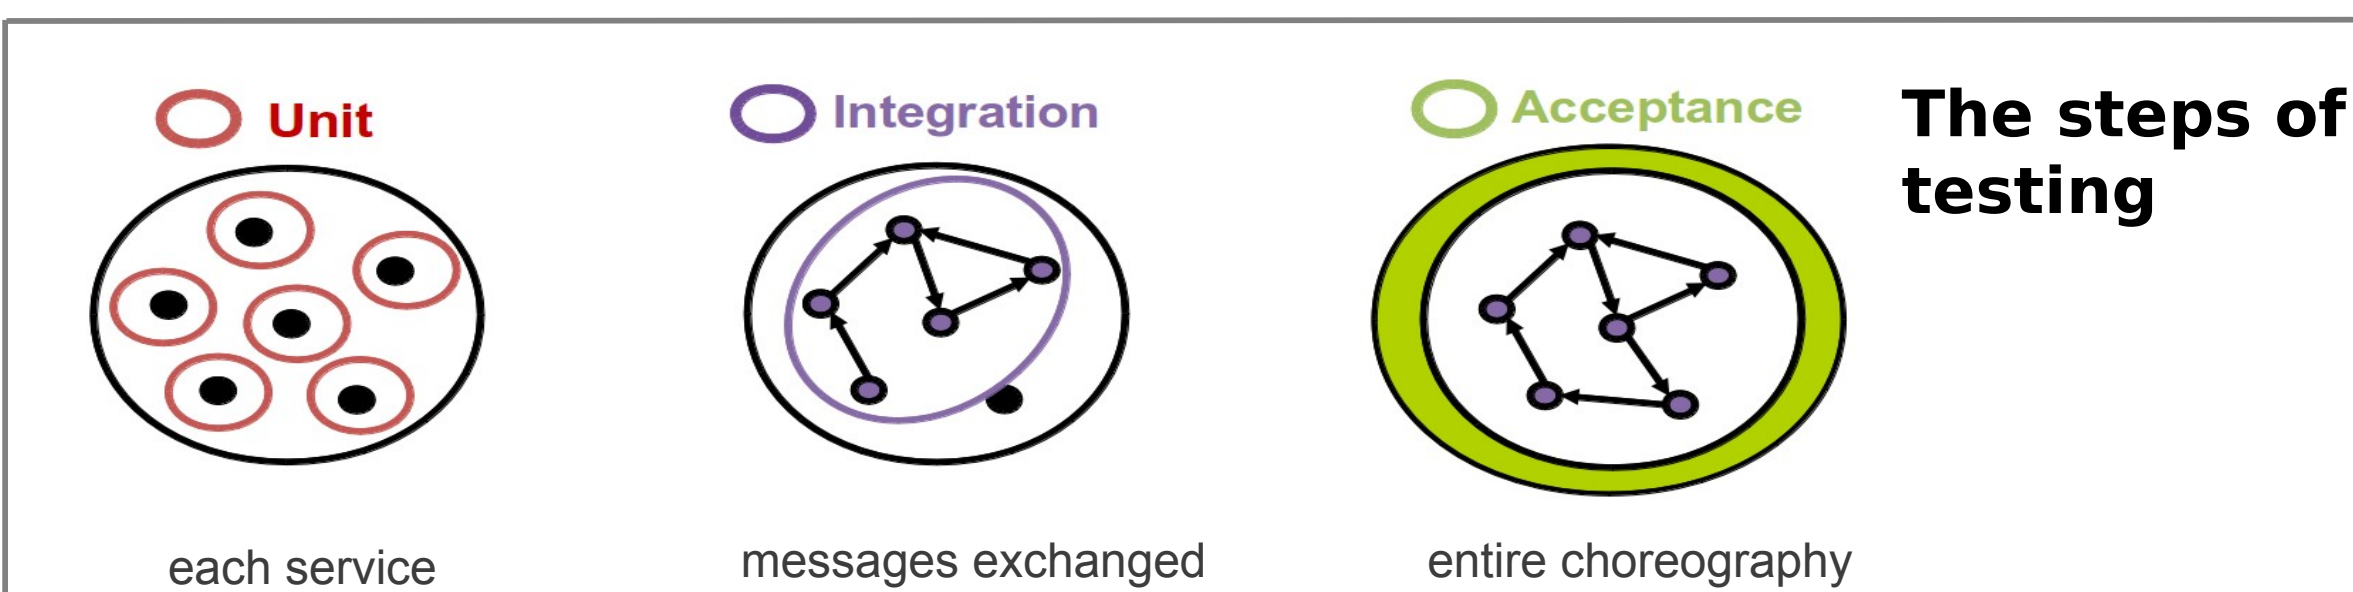 Unit
Integration
Acceptance
The steps of
testing
each service
messages exchanged
entire choreography